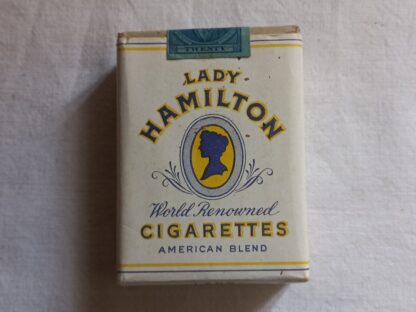 TWENTY
LADY
HAMILTON
World Renowned
CIGARETTES
AMERICAN BLEND